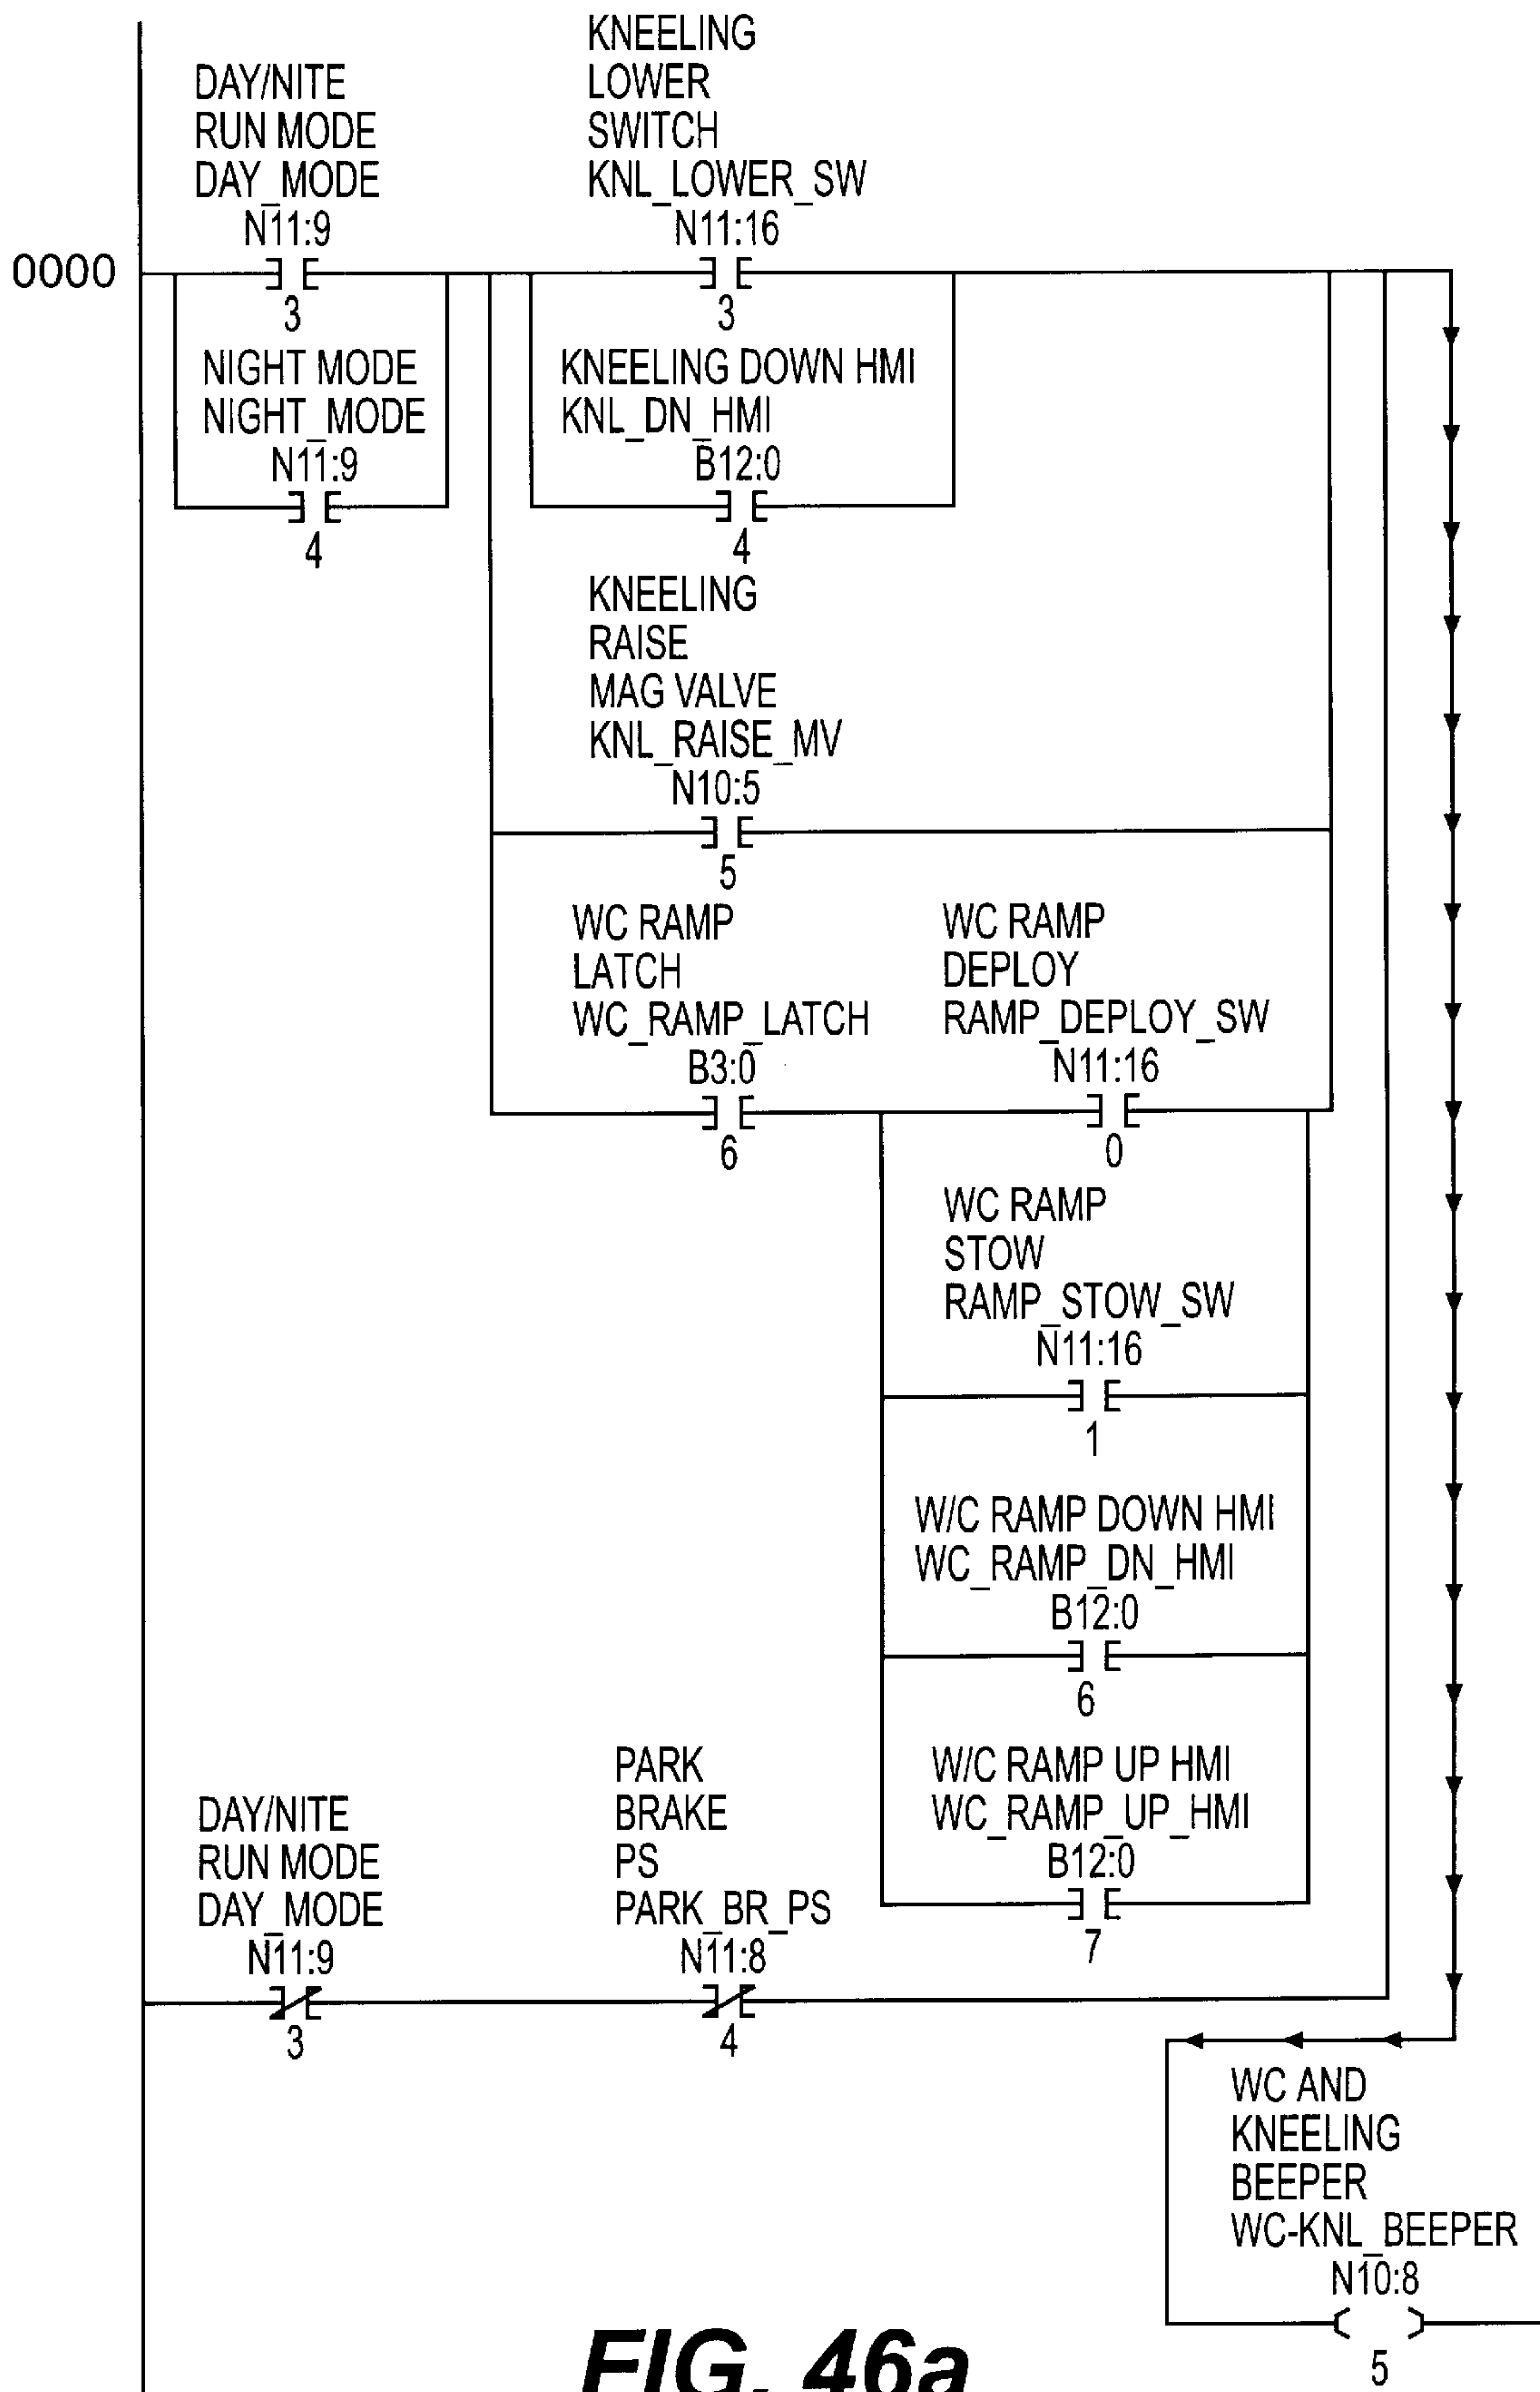 DAY/NITE
RUN MODE
DAY_MODE
N11:9
3
KNEELING
LOWER
SWITCH
KNL_LOWER_SW
N11:16
3
0000
NIGHT MODE
NIGHT_MODE
N11:9
4
KNEELING DOWN HMI
KNL_DN_HMI
B12:0
4
KNEELING
RAISE
MAG VALVE
KNL_RAISE_MV
N10:5
5
WC RAMP
LATCH
WC_RAMP_LATCH
B3:0
6
WC RAMP
DEPLOY
RAMP_DEPLOY_SW
N11:16
0
WC RAMP
STOW
RAMP_STOW_SW
N11:16
1
W/C RAMP DOWN HMI
WC_RAMP_DN_HMI
B12:0
6
W/C RAMP UP HMI
WC_RAMP_UP_HMI
B12:0
7
DAY/NITE
RUN MODE
DAY_MODE
N11:9
3
PARK
BRAKE
PS
PARK_BR_PS
N11:8
4
WC AND
KNEELING
BEEPER
WC-KNL_BEEPER
N10:8
5
FIG. 46a